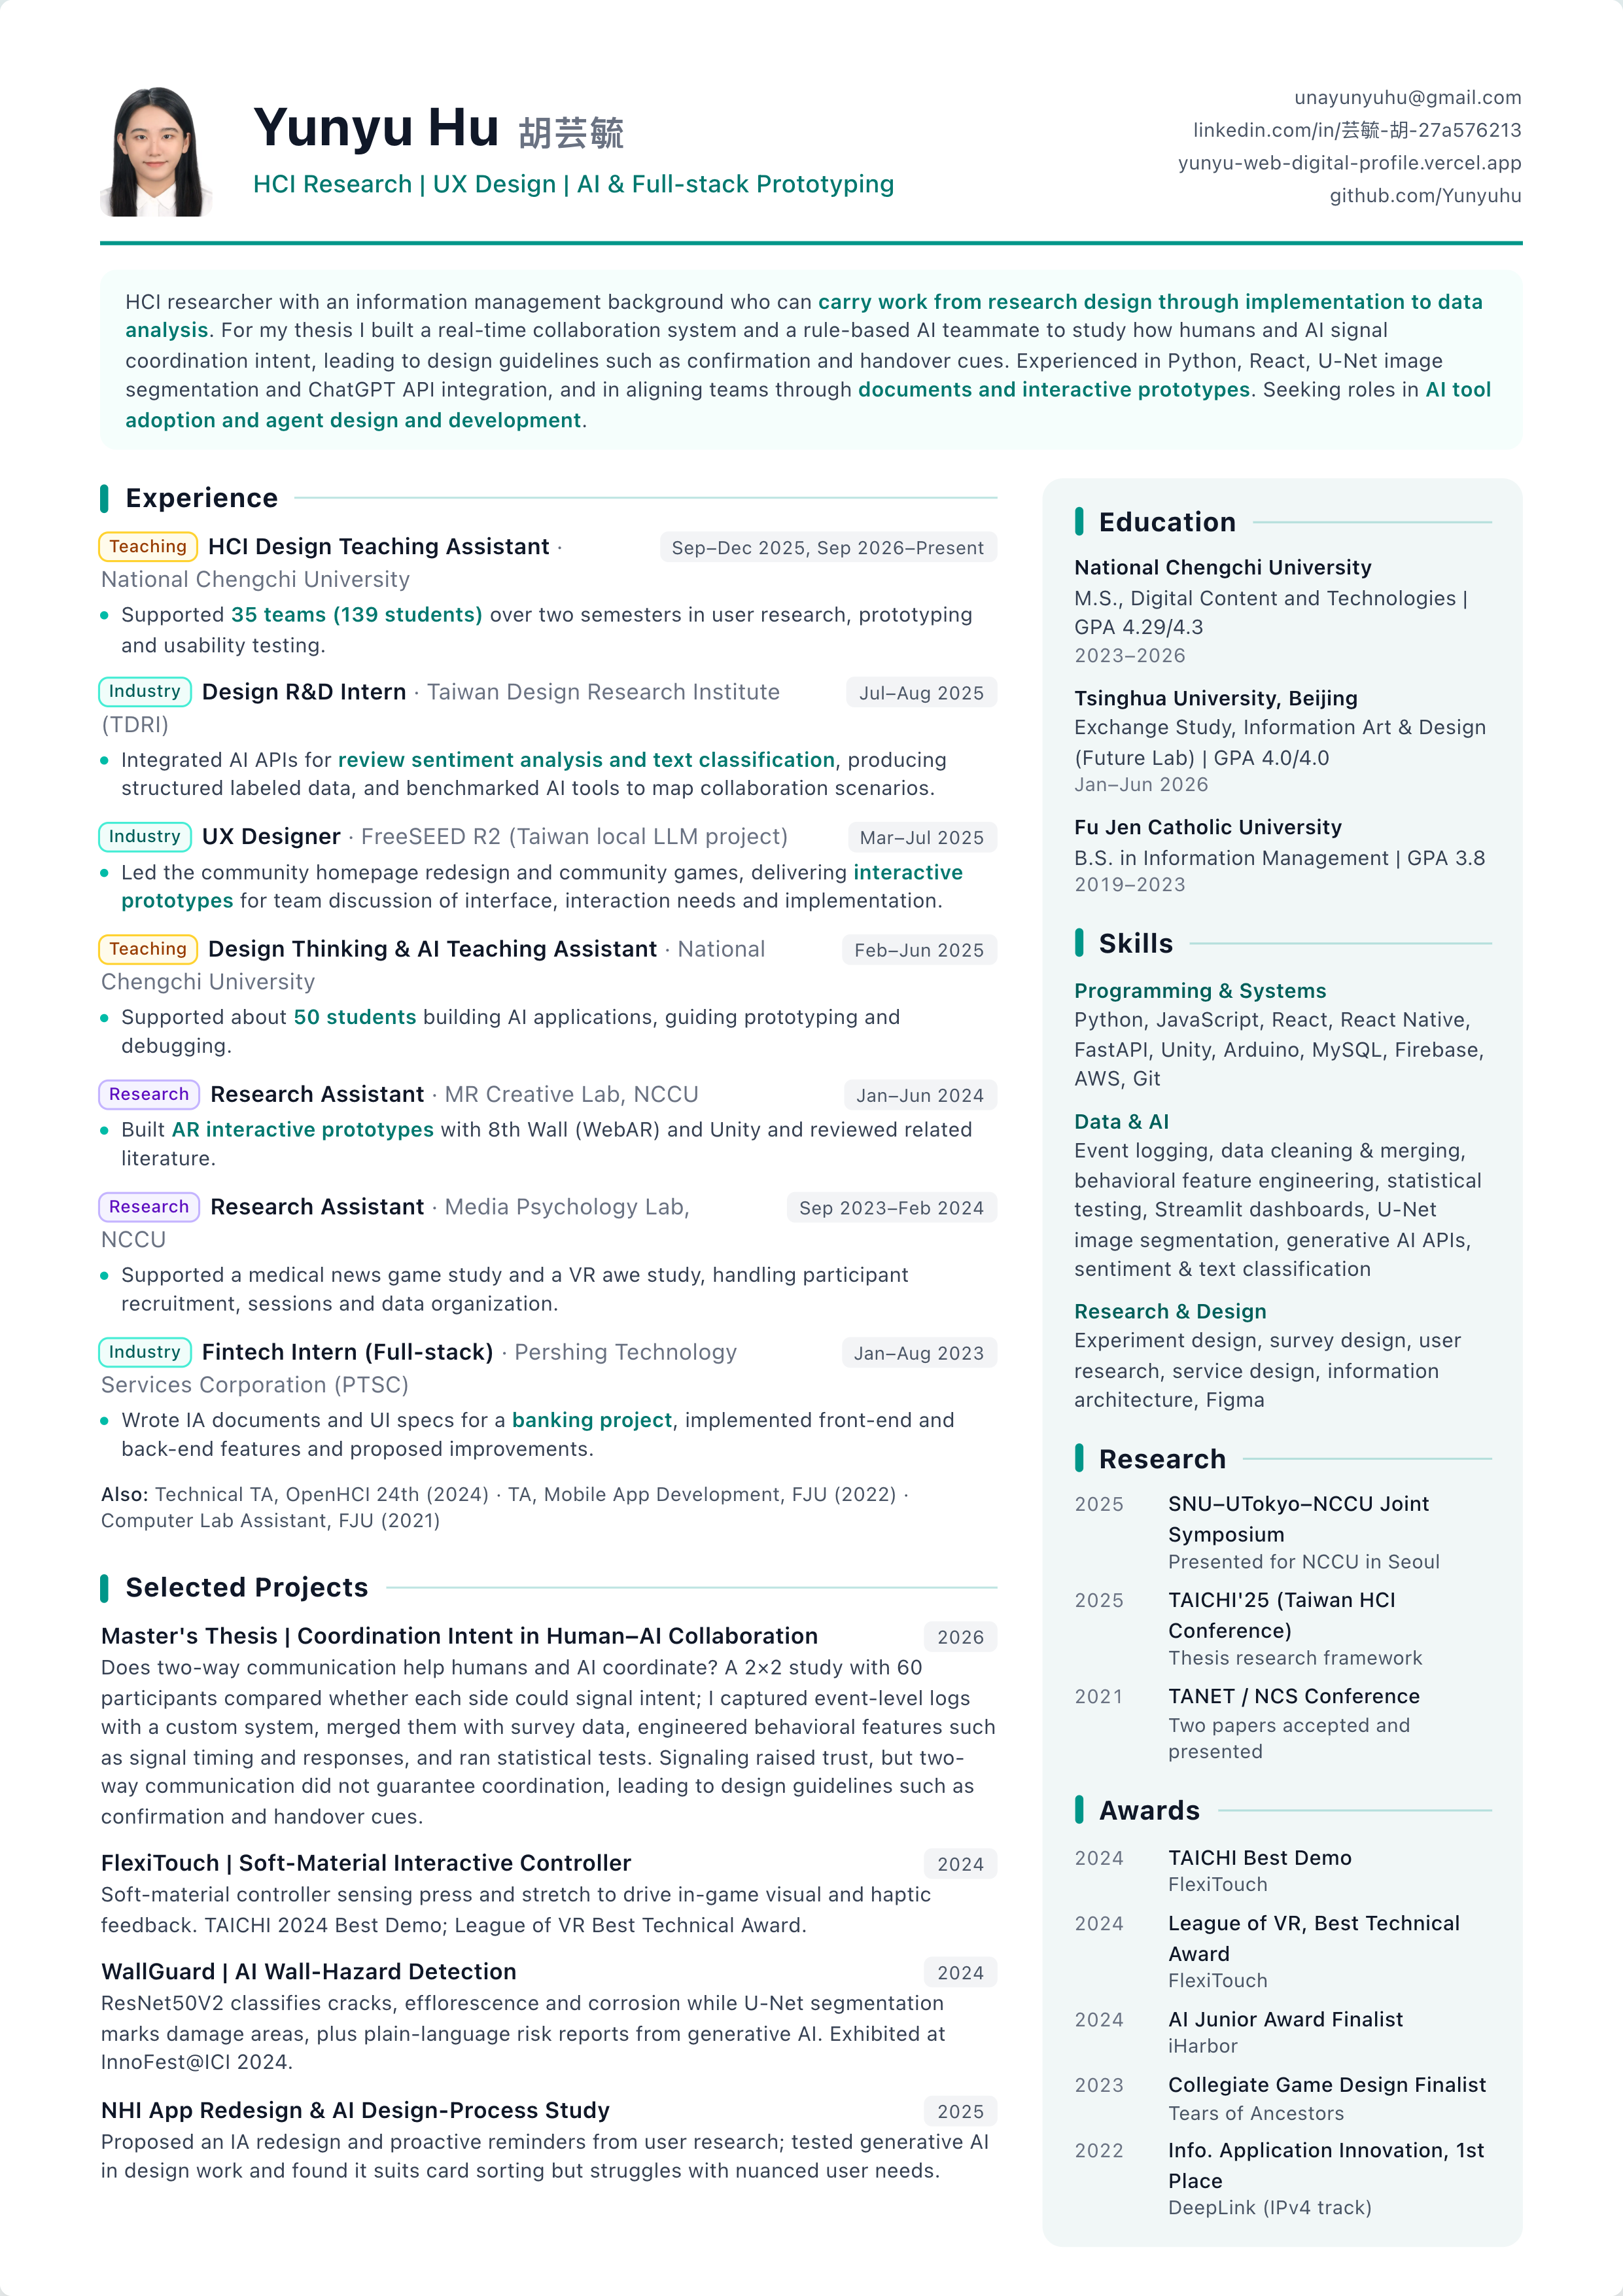 Yunyu Hu 胡芸毓
HCI Research | UX Design | AI & Full-stack Prototyping
unayunyuhu@gmail.com
linkedin.com/in/芸毓-胡-27a576213
yunyu-web-digital-profile.vercel.app
github.com/Yunyuhu
HCI researcher with an information management background who can carry work from research design through implementation to data
analysis. For my thesis I built a real-time collaboration system and a rule-based AI teammate to study how humans and AI signal
coordination intent, leading to design guidelines such as confirmation and handover cues. Experienced in Python, React, U-Net image
segmentation and ChatGPT API integration, and in aligning teams through documents and interactive prototypes. Seeking roles in AI tool
adoption and agent design and development.
Experience
Teaching HCI Design Teaching Assistant · Sep–Dec 2025, Sep 2026–Present
National Chengchi University
• Supported 35 teams (139 students) over two semesters in user research, prototyping
and usability testing.
Industry Design R&D Intern · Taiwan Design Research Institute Jul–Aug 2025
(TDRI)
• Integrated AI APIs for review sentiment analysis and text classification, producing
structured labeled data, and benchmarked AI tools to map collaboration scenarios.
Industry UX Designer · FreeSEED R2 (Taiwan local LLM project) Mar–Jul 2025
• Led the community homepage redesign and community games, delivering interactive
prototypes for team discussion of interface, interaction needs and implementation.
Teaching Design Thinking & AI Teaching Assistant · National Feb–Jun 2025
Chengchi University
• Supported about 50 students building AI applications, guiding prototyping and
debugging.
Research Research Assistant · MR Creative Lab, NCCU Jan–Jun 2024
• Built AR interactive prototypes with 8th Wall (WebAR) and Unity and reviewed related
literature.
Research Research Assistant · Media Psychology Lab, Sep 2023–Feb 2024
NCCU
• Supported a medical news game study and a VR awe study, handling participant
recruitment, sessions and data organization.
Industry Fintech Intern (Full-stack) · Pershing Technology Jan–Aug 2023
Services Corporation (PTSC)
• Wrote IA documents and UI specs for a banking project, implemented front-end and
back-end features and proposed improvements.
Also: Technical TA, OpenHCI 24th (2024) · TA, Mobile App Development, FJU (2022) ·
Computer Lab Assistant, FJU (2021)
Selected Projects
Master's Thesis | Coordination Intent in Human–AI Collaboration 2026
Does two-way communication help humans and AI coordinate? A 2×2 study with 60
participants compared whether each side could signal intent; I captured event-level logs
with a custom system, merged them with survey data, engineered behavioral features such
as signal timing and responses, and ran statistical tests. Signaling raised trust, but two-
way communication did not guarantee coordination, leading to design guidelines such as
confirmation and handover cues.
FlexiTouch | Soft-Material Interactive Controller 2024
Soft-material controller sensing press and stretch to drive in-game visual and haptic
feedback. TAICHI 2024 Best Demo; League of VR Best Technical Award.
WallGuard | AI Wall-Hazard Detection 2024
ResNet50V2 classifies cracks, efflorescence and corrosion while U-Net segmentation
marks damage areas, plus plain-language risk reports from generative AI. Exhibited at
InnoFest@ICI 2024.
NHI App Redesign & AI Design-Process Study 2025
Proposed an IA redesign and proactive reminders from user research; tested generative AI
in design work and found it suits card sorting but struggles with nuanced user needs.
Education
National Chengchi University
M.S., Digital Content and Technologies |
GPA 4.29/4.3
2023–2026
Tsinghua University, Beijing
Exchange Study, Information Art & Design
(Future Lab) | GPA 4.0/4.0
Jan–Jun 2026
Fu Jen Catholic University
B.S. in Information Management | GPA 3.8
2019–2023
Skills
Programming & Systems
Python, JavaScript, React, React Native,
FastAPI, Unity, Arduino, MySQL, Firebase,
AWS, Git
Data & AI
Event logging, data cleaning & merging,
behavioral feature engineering, statistical
testing, Streamlit dashboards, U-Net
image segmentation, generative AI APIs,
sentiment & text classification
Research & Design
Experiment design, survey design, user
research, service design, information
architecture, Figma
Research
2025 SNU–UTokyo–NCCU Joint
Symposium
Presented for NCCU in Seoul
2025 TAICHI'25 (Taiwan HCI
Conference)
Thesis research framework
2021 TANET / NCS Conference
Two papers accepted and
presented
Awards
2024 TAICHI Best Demo
FlexiTouch
2024 League of VR, Best Technical
Award
FlexiTouch
2024 AI Junior Award Finalist
iHarbor
2023 Collegiate Game Design Finalist
Tears of Ancestors
2022 Info. Application Innovation, 1st
Place
DeepLink (IPv4 track)